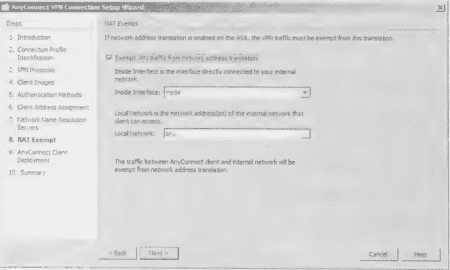 AnyConnect VPN Connection Setup Wizard
Steps
1. Introduction
2. Connection Profile
Identification
3. VPN Protocols
4. Client Images
5. Authentication Methods
6. Client Address Assignment
7. Network Name Resolution
Servers
8. NAT Exempt
9. AnyConnect Client
Deployment
10. Summary
NAT Exempt
If network address translation is enabled on the ASA, the VPN traffic must be exempt from this translation.
Exempt VPN traffic from network address translation
Inside Interface is the interface directly connected to your internal
network.
Inside Interface: inside
Local Network is the network address(es) of the internal network that
client can access.
Local Network: any
The traffic between AnyConnect client and internal network will be
exempt from network address translation.
< Back Next > Cancel Help